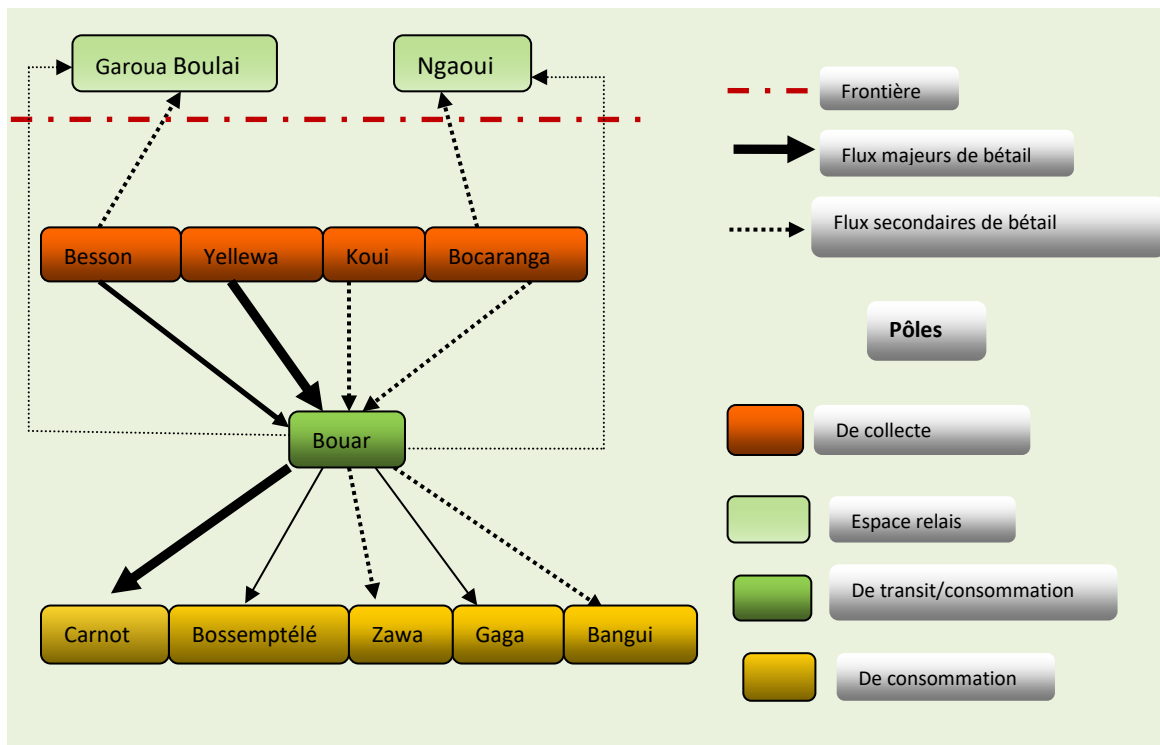 Garoua Boulai
Ngaoui
Besson
Yellewa
Koui
Bocaranga
Bouar
Carnot
Bossemptélé
Zawa
Gaga
Bangui
Frontière
Flux majeurs de bétail
Flux secondaires de bétail
Pôles
De collecte
Espace relais
De transit/consommation
De consommation